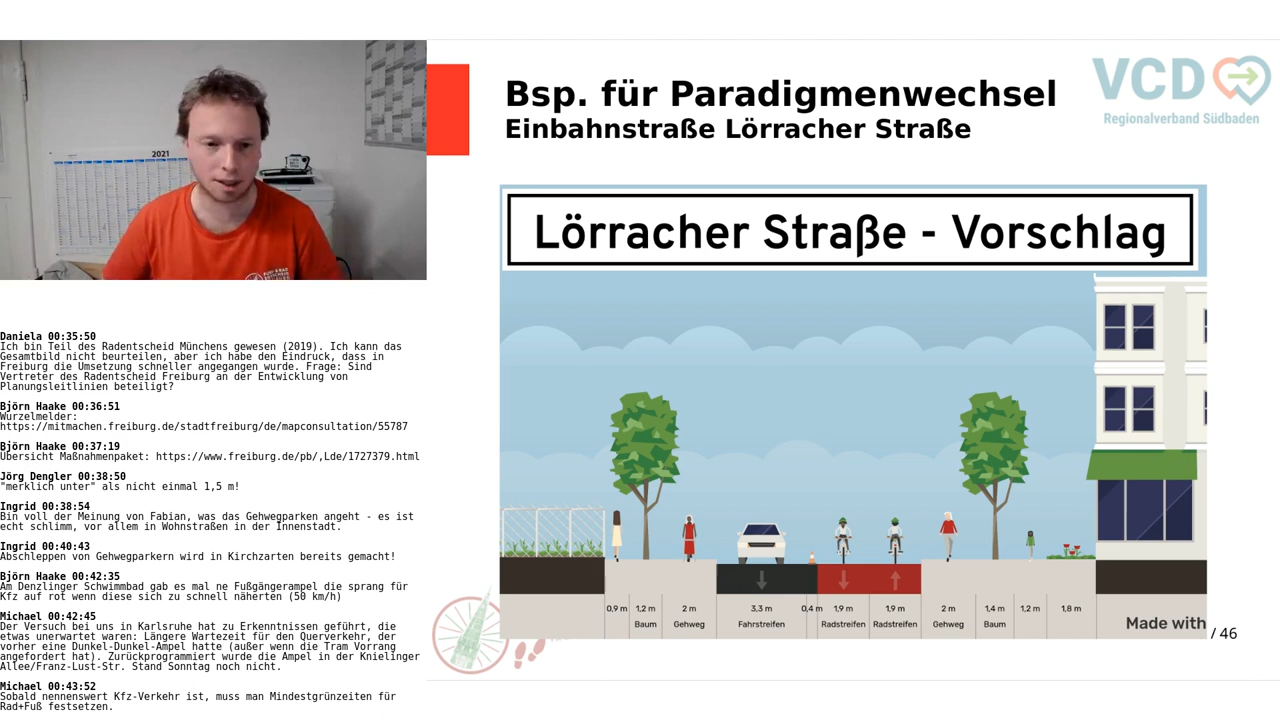 2021
FUSS & RAD
ENTSCHEID
Daniela 00:35:50
Ich bin Teil des Radentscheid Münchens gewesen (2019). Ich kann das
Gesamtbild nicht beurteilen, aber ich habe den Eindruck, dass in
Freiburg die Umsetzung schneller angegangen wurde. Frage: Sind
Vertreter des Radentscheid Freiburg an der Entwicklung von
Planungsleitlinien beteiligt?
Björn Haake 00:36:51
Wurzelmelder:
https://mitmachen.freiburg.de/stadtfreiburg/de/mapconsultation/55787
Björn Haake 00:37:19
Übersicht Maßnahmenpaket: https://www.freiburg.de/pb/,Lde/1727379.html
Jörg Dengler 00:38:50
"merklich unter" als nicht einmal 1,5 m!
Ingrid 00:38:54
Bin voll der Meinung von Fabian, was das Gehwegparken angeht - es ist
echt schlimm, vor allem in Wohnstraßen in der Innenstadt.
Ingrid 00:40:43
Abschleppen von Gehwegparkern wird in Kirchzarten bereits gemacht!
Björn Haake 00:42:35
Am Denzlinger Schwimmbad gab es mal ne Fußgängerampel die sprang für
Kfz auf rot wenn diese sich zu schnell näherten (50 km/h)
Michael 00:42:45
Der Versuch bei uns in Karlsruhe hat zu Erkenntnissen geführt, die
etwas unerwartet waren: Längere Wartezeit für den Querverkehr, der
vorher eine Dunkel-Dunkel-Ampel hatte (außer wenn die Tram Vorrang
angefordert hat). Zurückprogrammiert wurde die Ampel in der Knielinger
Allee/Franz-Lust-Str. Stand Sonntag noch nicht.
Michael 00:43:52
Sobald nennenswert Kfz-Verkehr ist, muss man Mindestgrünzeiten für
Rad+Fuß festsetzen.
Bsp. für Paradigmenwechsel
Einbahnstraße Lörracher Straße
VCD
Regionalverband Südbaden
Lörracher Straße - Vorschlag
0,9 m 1,2 m 2 m 3,3 m 0,4 m 1,9 m 1,9 m 2 m 1,4 m 1,2 m 1,8 m
Baum Gehweg Fahrstreifen Radstreifen Radstreifen Gehweg Baum
Made with
/ 46